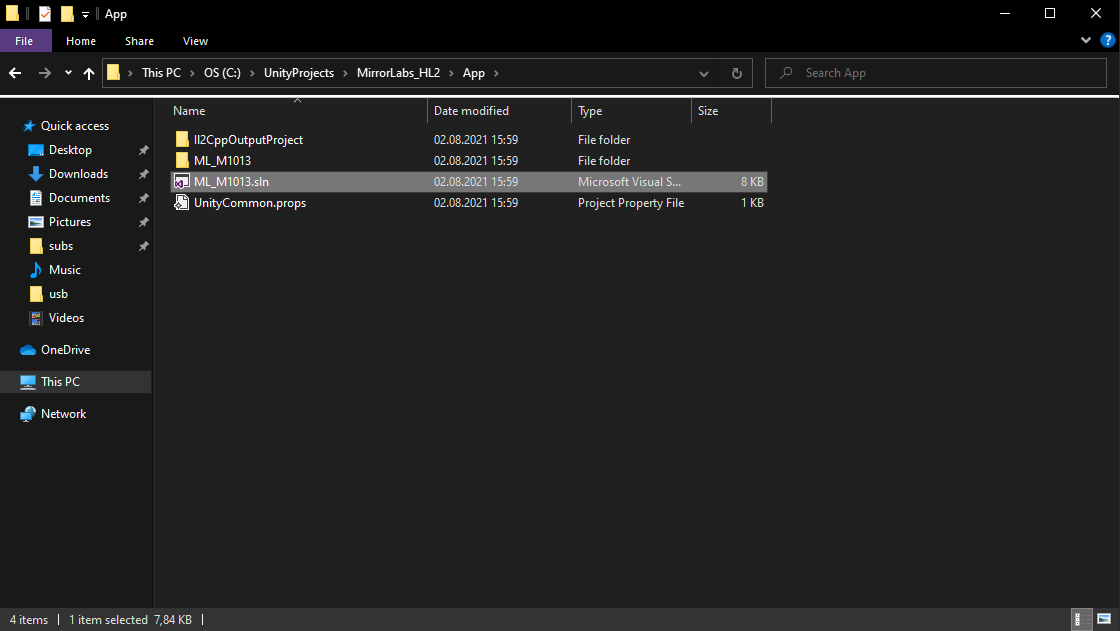 App
File Home Share View
This PC OS (C:) UnityProjects MirrorLabs_HL2 App Search App
Name Date modified Type Size
Quick access
Desktop
Downloads
Documents
Pictures
subs
Music
usb
Videos
OneDrive
This PC
Network
Il2CppOutputProject 02.08.2021 15:59 File folder
ML_M1013 02.08.2021 15:59 File folder
ML_M1013.sln 02.08.2021 15:59 Microsoft Visual S... 8 KB
UnityCommon.props 02.08.2021 15:59 Project Property File 1 KB
4 items 1 item selected 7,84 KB